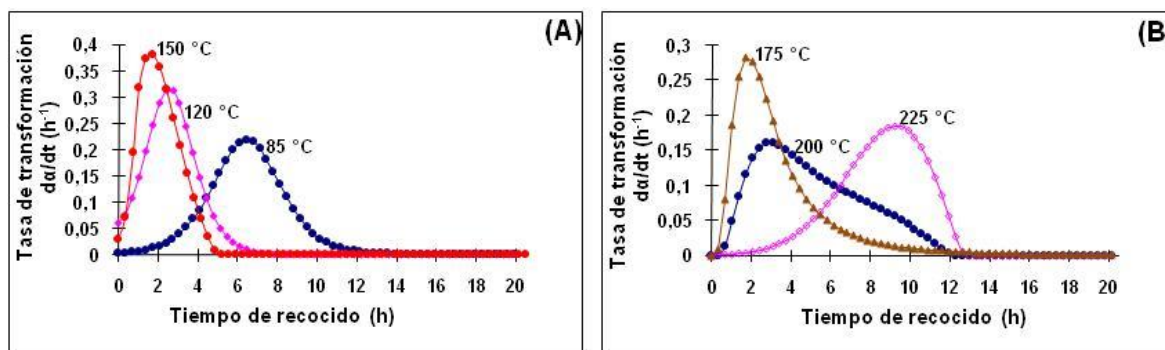 (A)
Tasa de transformación
dα/dt (h⁻¹)
0,4
0,35
0,3
0,25
0,2
0,15
0,1
0,05
0
150 °C
120 °C
85 °C
0 2 4 6 8 10 12 14 16 18 20
Tiempo de recocido (h)
(B)
Tasa de transformación
dα/dt (h⁻¹)
0,3
0,25
0,2
0,15
0,1
0,05
0
175 °C
225 °C
200 °C
0 2 4 6 8 10 12 14 16 18 20
Tiempo de recocido (h)